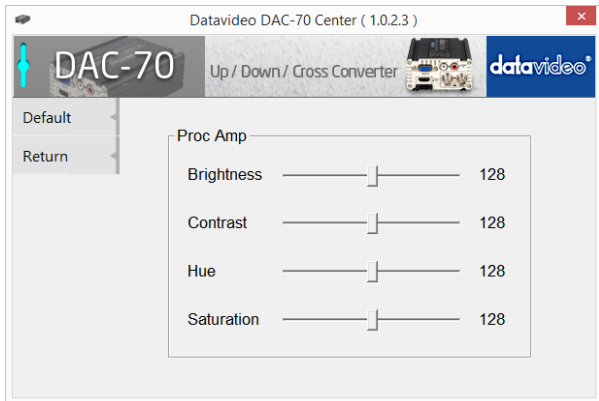 Datavideo DAC-70 Center ( 1.0.2.3 )
DAC-70
Up / Down / Cross Converter
datavideo®
Default
Return
Proc Amp
Brightness 128
Contrast 128
Hue 128
Saturation 128